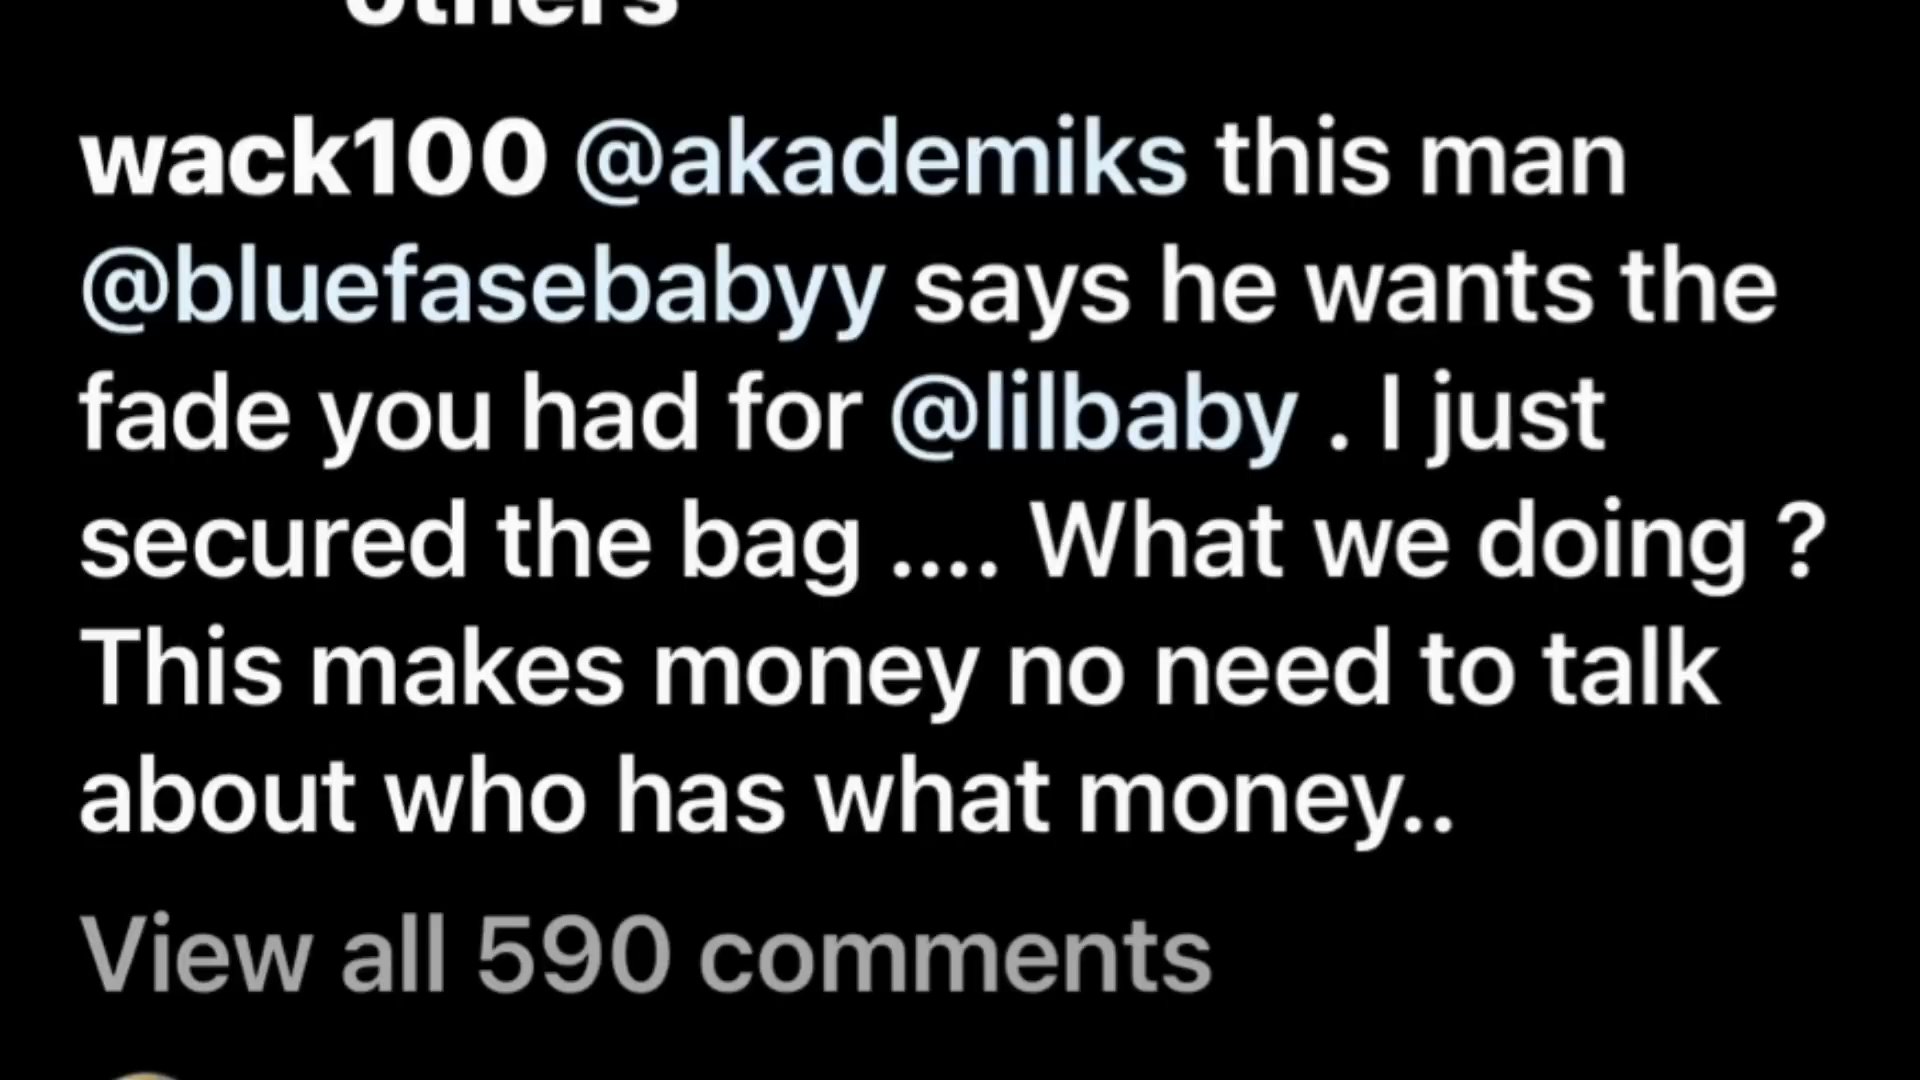 others
wack100 @akademiks this man
@bluefasebabyy says he wants the
fade you had for @lilbaby . I just
secured the bag .... What we doing ?
This makes money no need to talk
about who has what money..
View all 590 comments